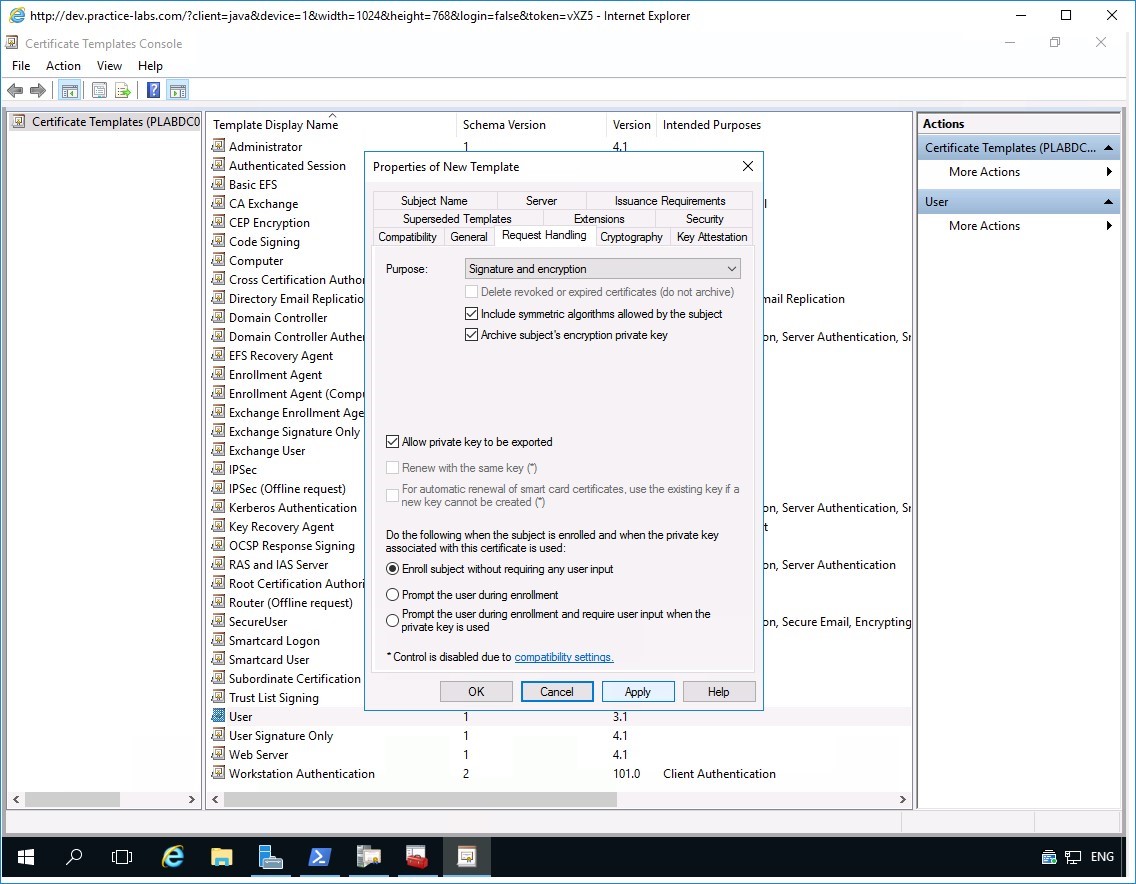 http://dev.practice-labs.com/?client=java&device=1&width=1024&height=768&login=false&token=vXZ5 - Internet Explorer
Certificate Templates Console
File Action View Help
Certificate Templates (PLABDC0
Template Display Name Schema Version Version Intended Purposes
Administrator 1 4.1
Authenticated Session
Basic EFS
CA Exchange
CEP Encryption
Code Signing
Computer
Cross Certification Author
Directory Email Replicatio mail Replication
Domain Controller
Domain Controller Auther on, Server Authentication, Sr
EFS Recovery Agent
Enrollment Agent
Enrollment Agent (Compu
Exchange Enrollment Age
Exchange Signature Only
Exchange User
IPSec
IPSec (Offline request)
Kerberos Authentication on, Server Authentication, Sr
Key Recovery Agent t
OCSP Response Signing
RAS and IAS Server on, Server Authentication
Root Certification Authori
Router (Offline request)
SecureUser on, Secure Email, Encrypting
Smartcard Logon
Smartcard User
Subordinate Certification
Trust List Signing
User 1 3.1
User Signature Only 1 4.1
Web Server 1 4.1
Workstation Authentication 2 101.0 Client Authentication
Properties of New Template
Subject Name Server Issuance Requirements
Superseded Templates Extensions Security
Compatibility General Request Handling Cryptography Key Attestation
Purpose: Signature and encryption
Delete revoked or expired certificates (do not archive)
Include symmetric algorithms allowed by the subject
Archive subject's encryption private key
Allow private key to be exported
Renew with the same key (*)
For automatic renewal of smart card certificates, use the existing key if a
new key cannot be created (*)
Do the following when the subject is enrolled and when the private key
associated with this certificate is used:
Enroll subject without requiring any user input
Prompt the user during enrollment
Prompt the user during enrollment and require user input when the
private key is used
* Control is disabled due to compatibility settings.
OK Cancel Apply Help
Actions
Certificate Templates (PLABDC...
More Actions
User
More Actions
ENG